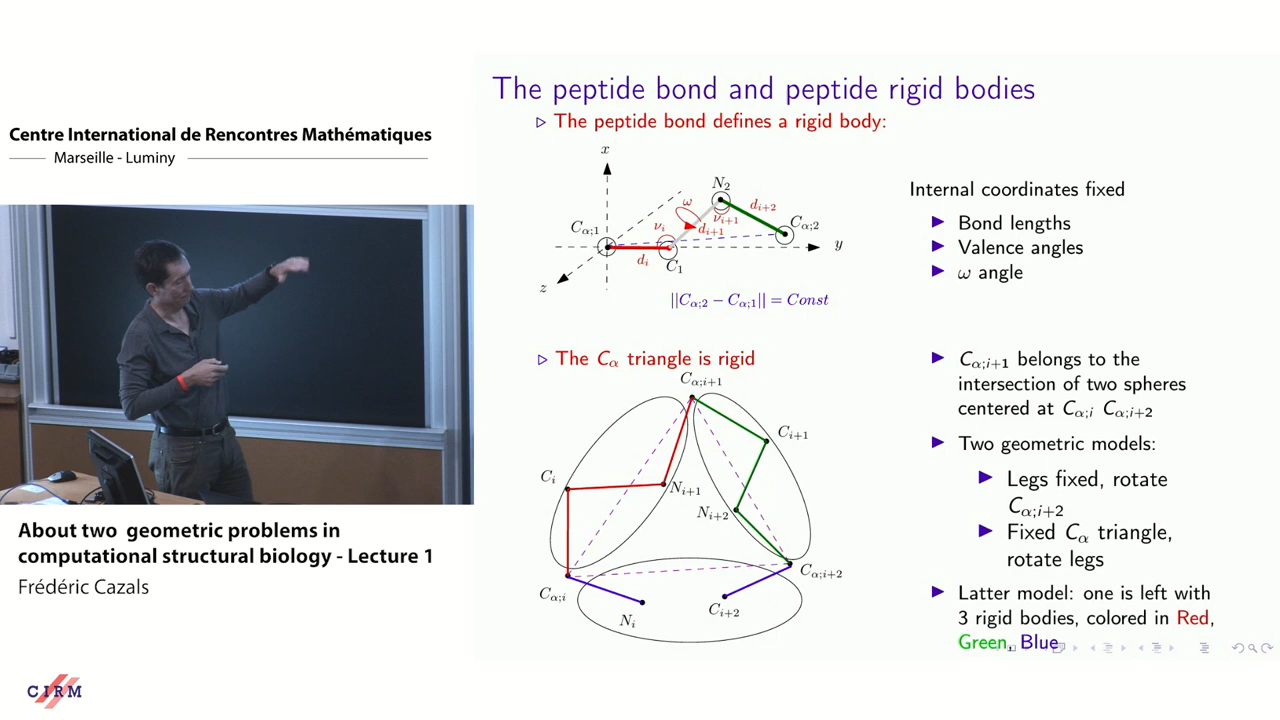 Centre International de Rencontres Mathématiques
Marseille - Luminy
About two geometric problems in
computational structural biology - Lecture 1
Frédéric Cazals
CIRM
The peptide bond and peptide rigid bodies
▷ The peptide bond defines a rigid body:
x
N₂
ω
d_{i+2}
C_{α;1}
ν_i
ν_{i+1}
d_{i+1}
C_{α;2}
y
d_i
C₁
z
||C_{α;2} − C_{α;1}|| = Const
Internal coordinates fixed
▶ Bond lengths
▶ Valence angles
▶ ω angle
▷ The C_α triangle is rigid
C_{α;i+1}
C_{i+1}
C_i
N_{i+1}
N_{i+2}
C_{α;i+2}
C_{α;i}
C_{i+2}
N_i
▶ C_{α;i+1} belongs to the
intersection of two spheres
centered at C_{α;i} C_{α;i+2}
▶ Two geometric models:
▶ Legs fixed, rotate
C_{α;i+2}
▶ Fixed C_α triangle,
rotate legs
▶ Latter model: one is left with
3 rigid bodies, colored in Red,
Green, Blue